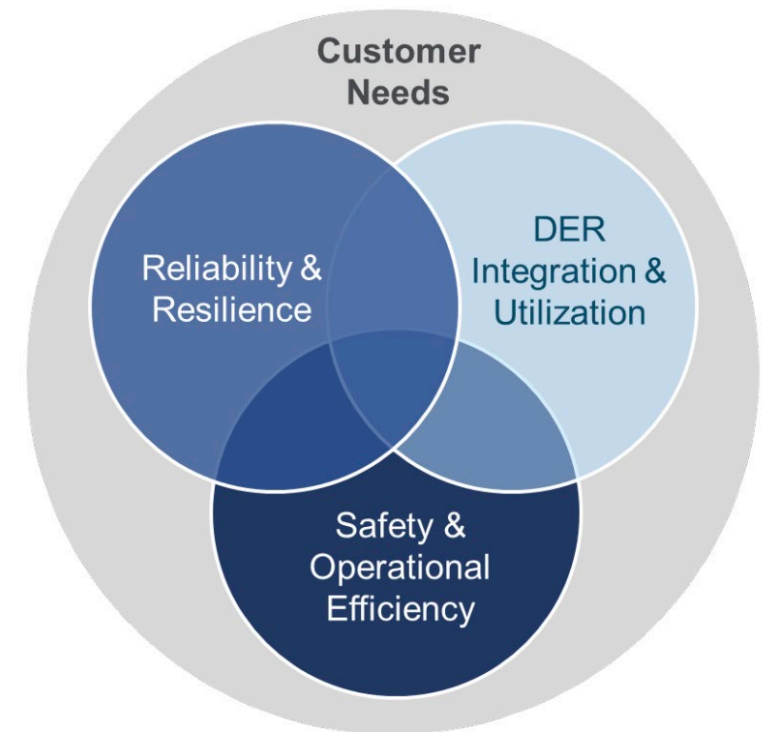 Customer
Needs
Reliability &
Resilience
DER
Integration &
Utilization
Safety &
Operational
Efficiency